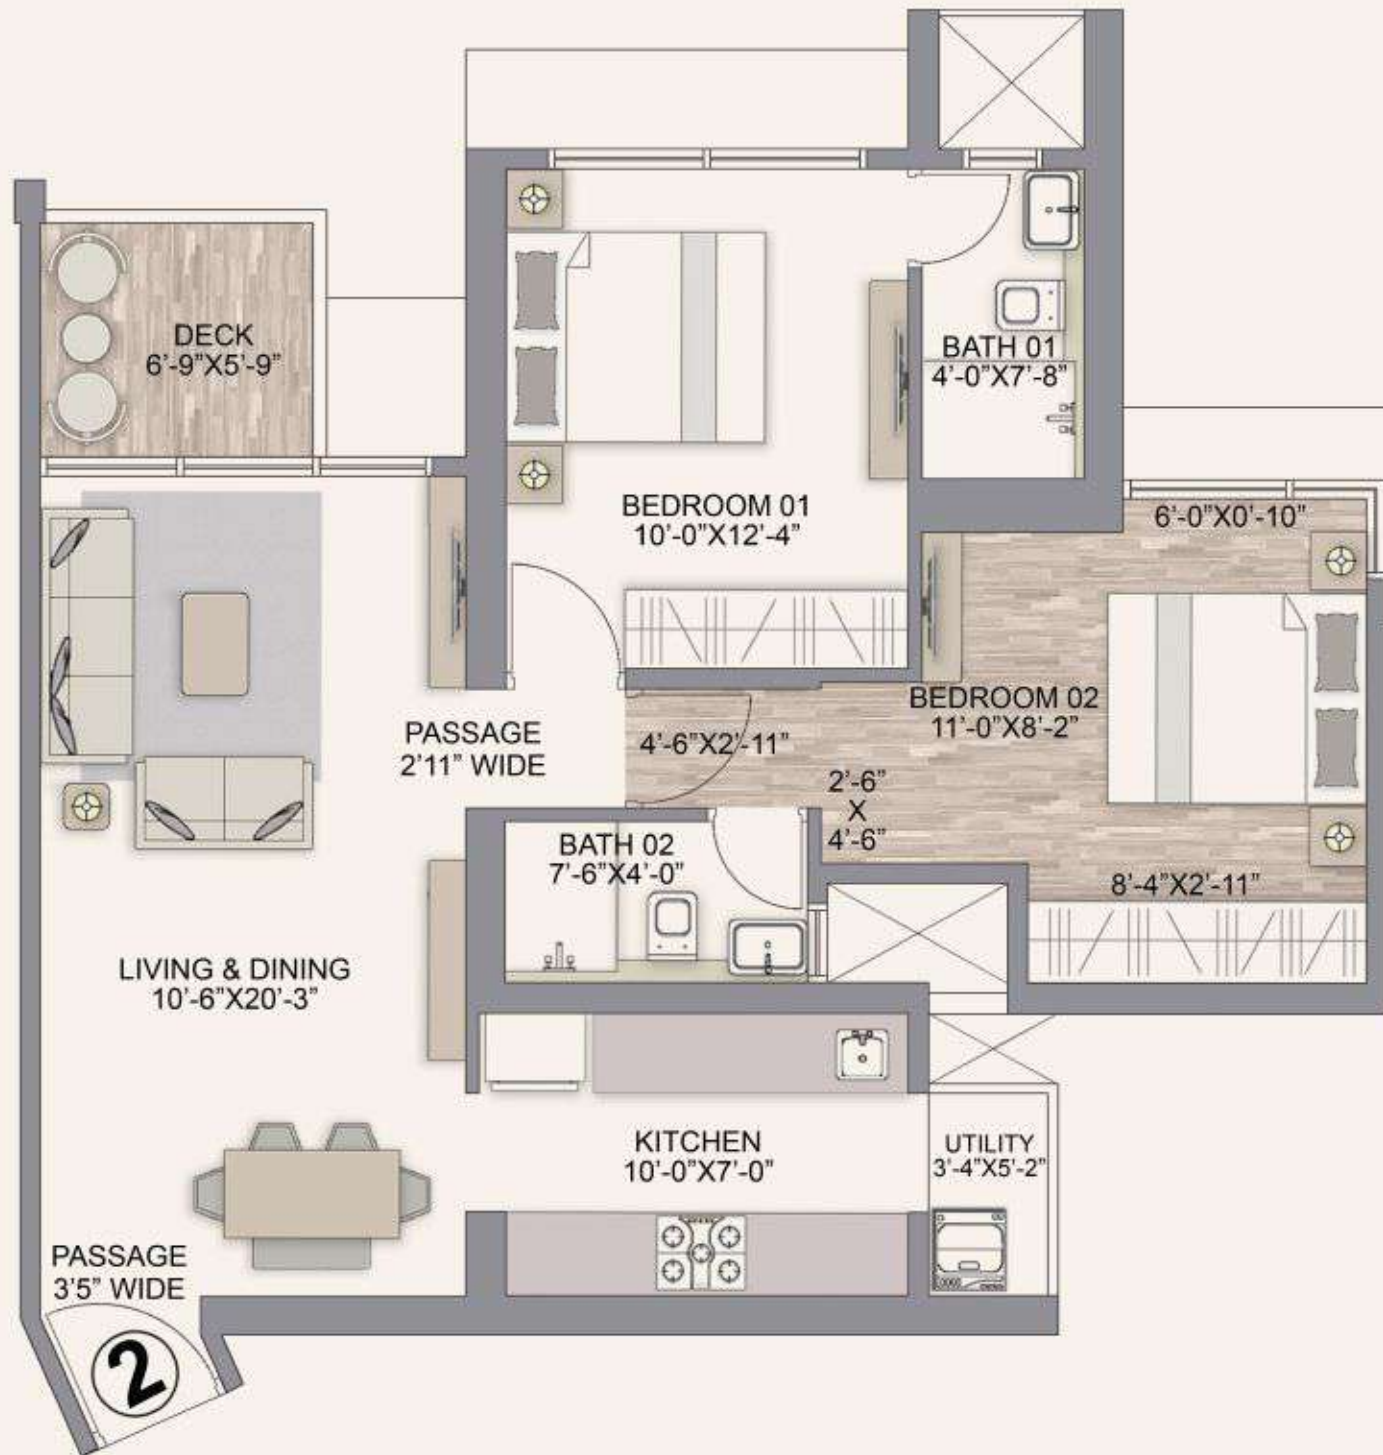 DECK
6’-9”X5’-9”
BATH 01
4’-0”X7’-8”
BEDROOM 01
10’-0”X12’-4”
6’-0”X0’-10”
BEDROOM 02
11’-0”X8’-2”
PASSAGE
2’11” WIDE
4’-6”X2’-11”
2’-6”
X
4’-6”
BATH 02
7’-6”X4’-0”
8’-4”X2’-11”
LIVING & DINING
10’-6”X20’-3”
KITCHEN
10’-0”X7’-0”
UTILITY
3’-4”X5’-2”
PASSAGE
3’5” WIDE
2